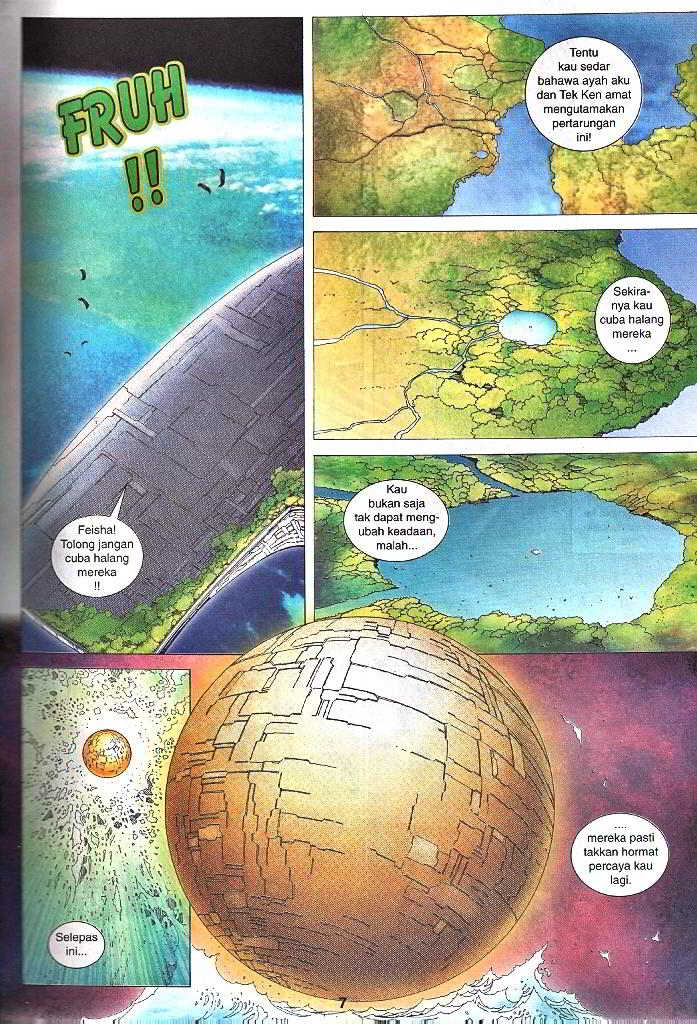 FRUH
!!
Feisha!
Tolong jangan
cuba halang
mereka
!!
Tentu
kau sedar
bahawa ayah aku
dan Tek Ken amat
mengutamakan
pertarungan
ini!
Sekira-
nya kau
cuba halang
mereka
...
Kau
bukan saja
tak dapat meng-
ubah keadaan,
malah...
Selepas
ini...
....
mereka pasti
takkan hormat
percaya kau
lagi.
7